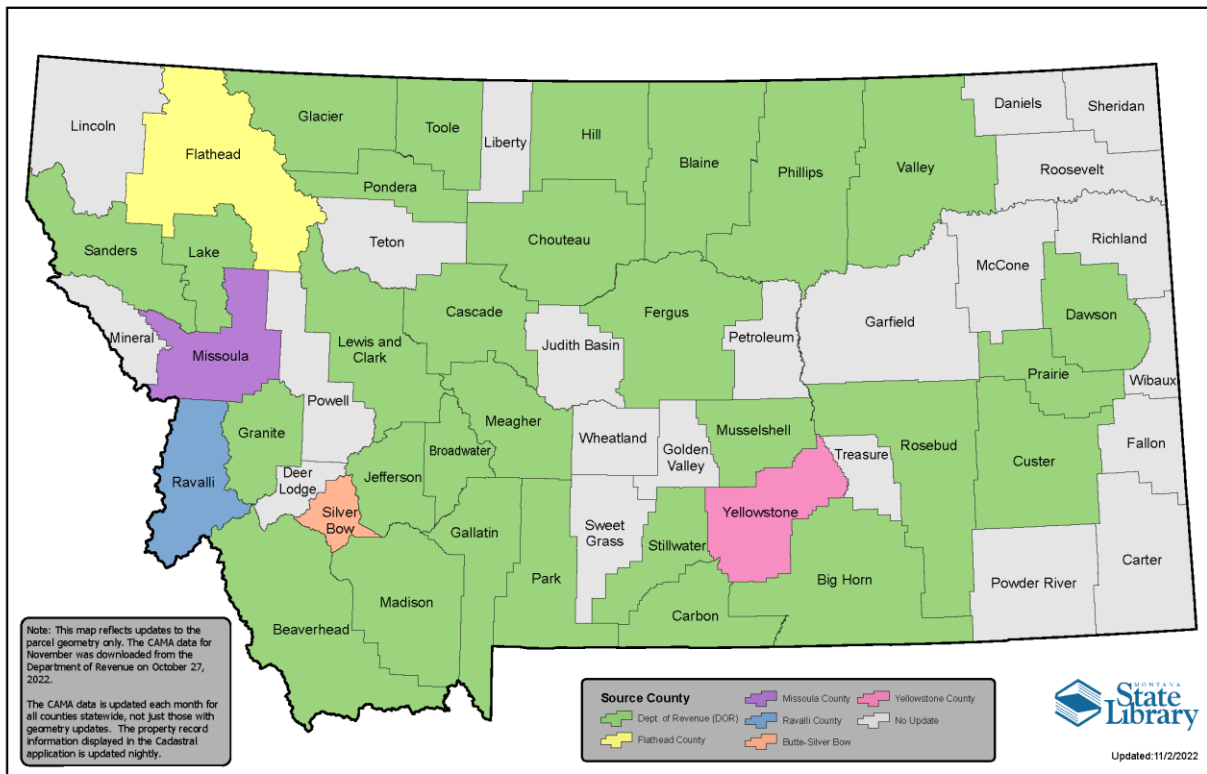 Lincoln
Flathead
Glacier
Toole
Liberty
Hill
Blaine
Phillips
Valley
Daniels
Sheridan
Roosevelt
Pondera
Teton
Chouteau
Sanders
Lake
Richland
McCone
Dawson
Mineral
Missoula
Lewis and
Clark
Cascade
Judith Basin
Fergus
Petroleum
Garfield
Prairie
Wibaux
Powell
Granite
Meagher
Broadwater
Wheatland
Golden
Valley
Musselshell
Treasure
Rosebud
Custer
Fallon
Ravalli
Deer
Lodge
Jefferson
Silver
Bow
Gallatin
Park
Sweet
Grass
Stillwater
Yellowstone
Big Horn
Powder River
Carter
Beaverhead
Madison
Carbon
Note: This map reflects updates to the
parcel geometry only. The CAMA data for
November was downloaded from the
Department of Revenue on October 27,
2022.
The CAMA data is updated each month for
all counties statewide, not just those with
geometry updates. The property record
information displayed in the Cadastral
application is updated nightly.
Source County
Dept. of Revenue (DOR)
Flathead County
Missoula County
Ravalli County
Butte-Silver Bow
Yellowstone County
No Update
MONTANA
State
Library
Updated:11/2/2022